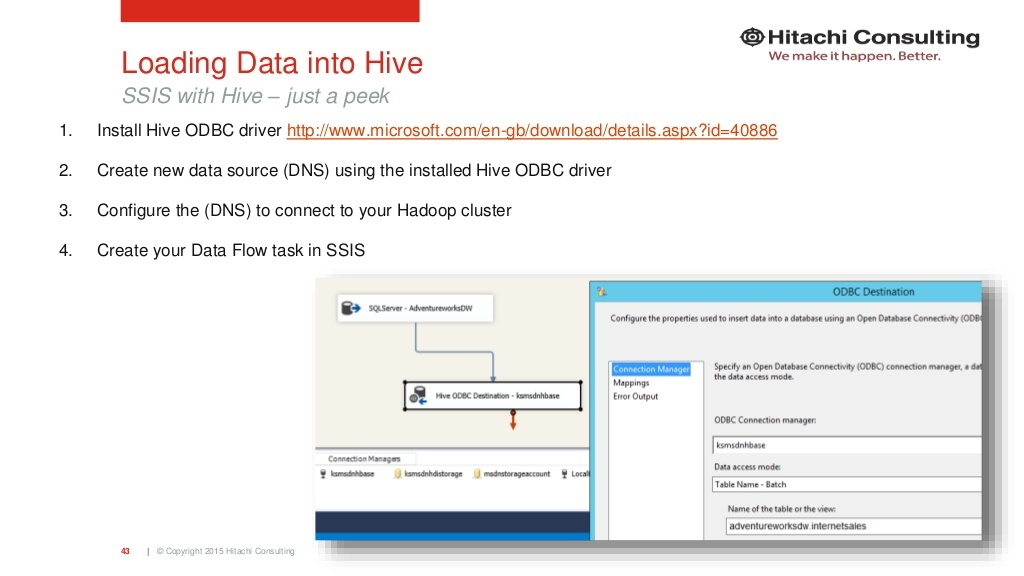 Hitachi Consulting
We make it happen. Better.
Loading Data into Hive
SSIS with Hive – just a peek
1. Install Hive ODBC driver http://www.microsoft.com/en-gb/download/details.aspx?id=40886
2. Create new data source (DNS) using the installed Hive ODBC driver
3. Configure the (DNS) to connect to your Hadoop cluster
4. Create your Data Flow task in SSIS
SQLServer - AdventureworksDW
Hive ODBC Destination - ksmsdnhbase
Connection Managers
ksmsdnhbase ksmsdnhdistorage msdnstorageaccount Locall
ODBC Destination
Configure the properties used to insert data into a database using an Open Database Connectivity (ODB
Connection Manager
Mappings
Error Output
Specify an Open Database Connectivity (ODBC) connection manager, a dat
the data access mode.
ODBC Connection manager:
ksmsdnhbase
Data access mode:
Table Name - Batch
Name of the table or the view:
adventureworksdw.internetsales
43 | © Copyright 2015 Hitachi Consulting